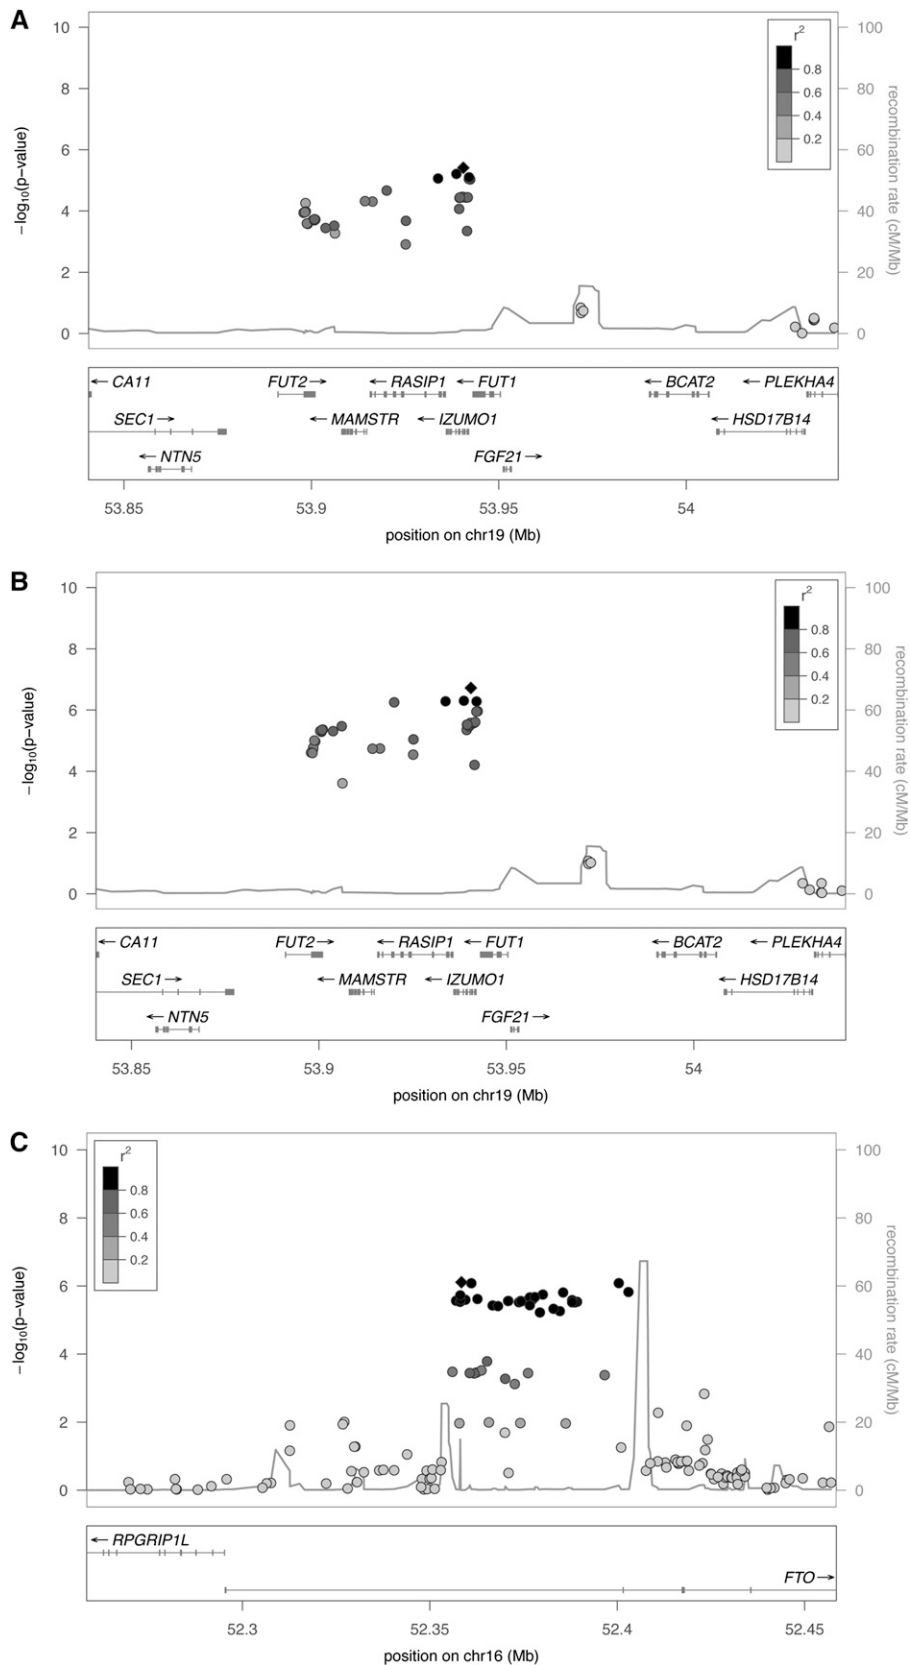 A
10
8
6
4
2
0
−log10(p−value)
100
80
60
40
20
0
recombination rate (cM/Mb)
r2
0.8
0.6
0.4
0.2
← CA11 FUT2 → ← RASIP1 ← FUT1 ← BCAT2 ← PLEKHA4
SEC1 → ← MAMSTR ← IZUMO1 ← HSD17B14
← NTN5 FGF21 →
53.85 53.9 53.95 54
position on chr19 (Mb)
B
10
8
6
4
2
0
−log10(p−value)
100
80
60
40
20
0
recombination rate (cM/Mb)
r2
0.8
0.6
0.4
0.2
← CA11 FUT2 → ← RASIP1 ← FUT1 ← BCAT2 ← PLEKHA4
SEC1 → ← MAMSTR ← IZUMO1 ← HSD17B14
← NTN5 FGF21 →
53.85 53.9 53.95 54
position on chr19 (Mb)
C
10
8
6
4
2
0
−log10(p−value)
100
80
60
40
20
0
recombination rate (cM/Mb)
r2
0.8
0.6
0.4
0.2
← RPGRIP1L
FTO →
52.3 52.35 52.4 52.45
position on chr16 (Mb)